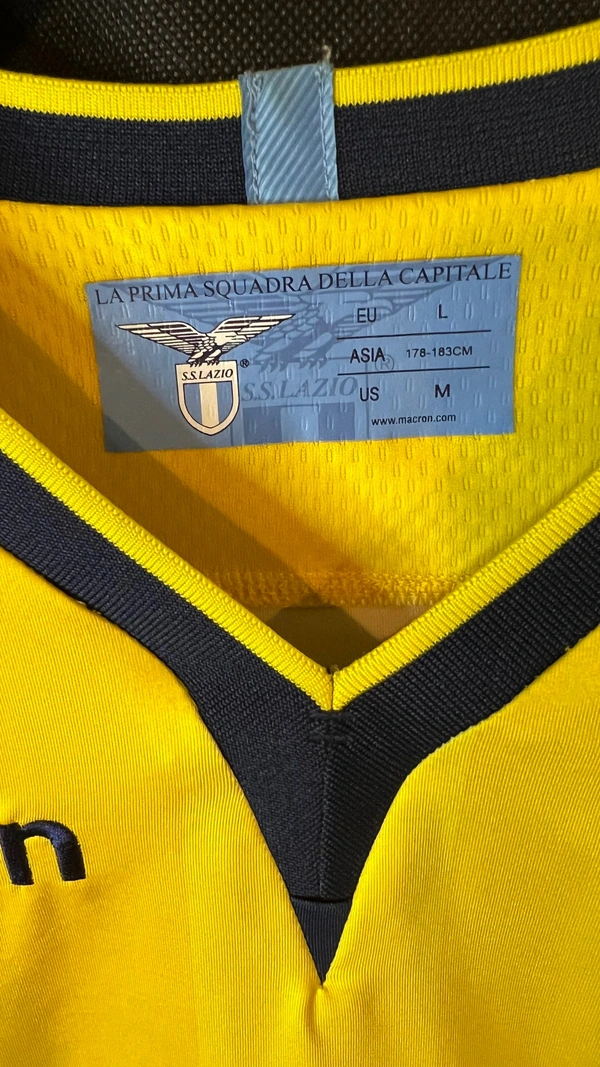 LA PRIMA SQUADRA DELLA CAPITALE
EU L
S.S.LAZIO ®
S.S.LAZIO ®
ASIA 178-183CM
US M
www.macron.com
n